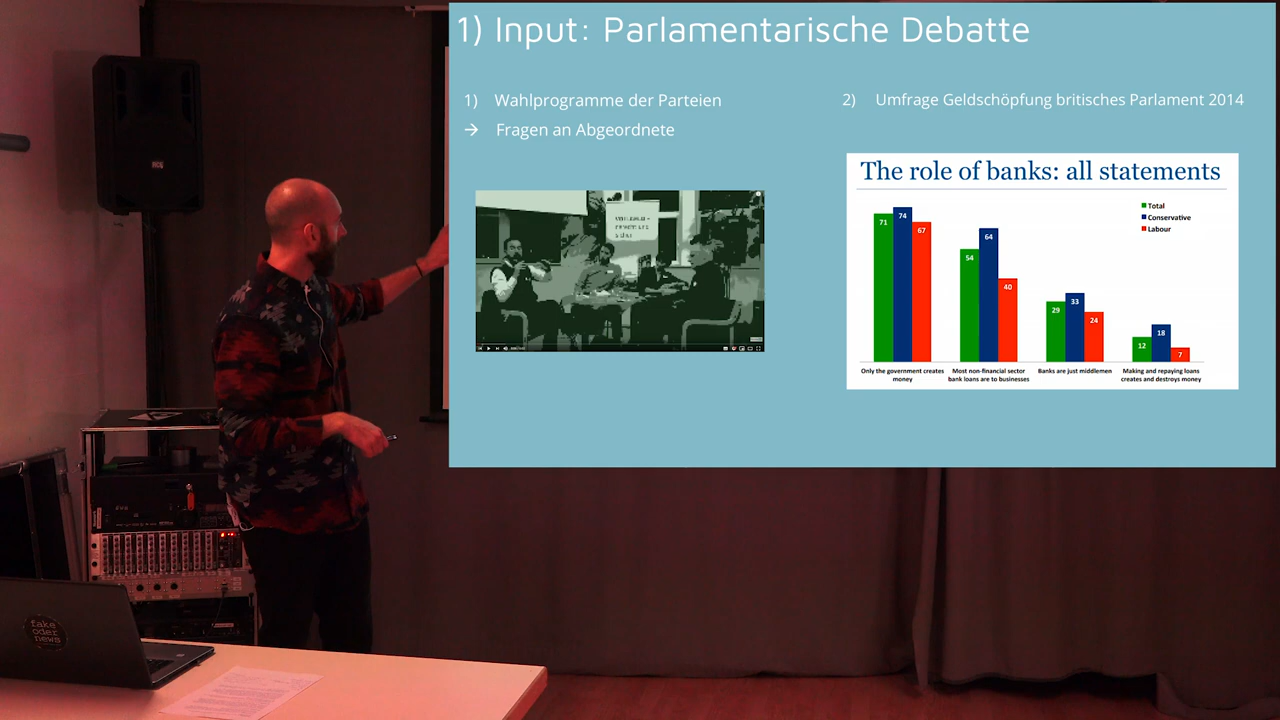 1) Input: Parlamentarische Debatte
1) Wahlprogramme der Parteien
→ Fragen an Abgeordnete
2) Umfrage Geldschöpfung britisches Parlament 2014
The role of banks: all statements
Total
Conservative
Labour
71 74 67
54 64 40
29 33 24
12 18 7
Only the government creates
money
Most non-financial sector
bank loans are to businesses
Banks are just middlemen
Making and repaying loans
creates and destroys money
fake
oder
news